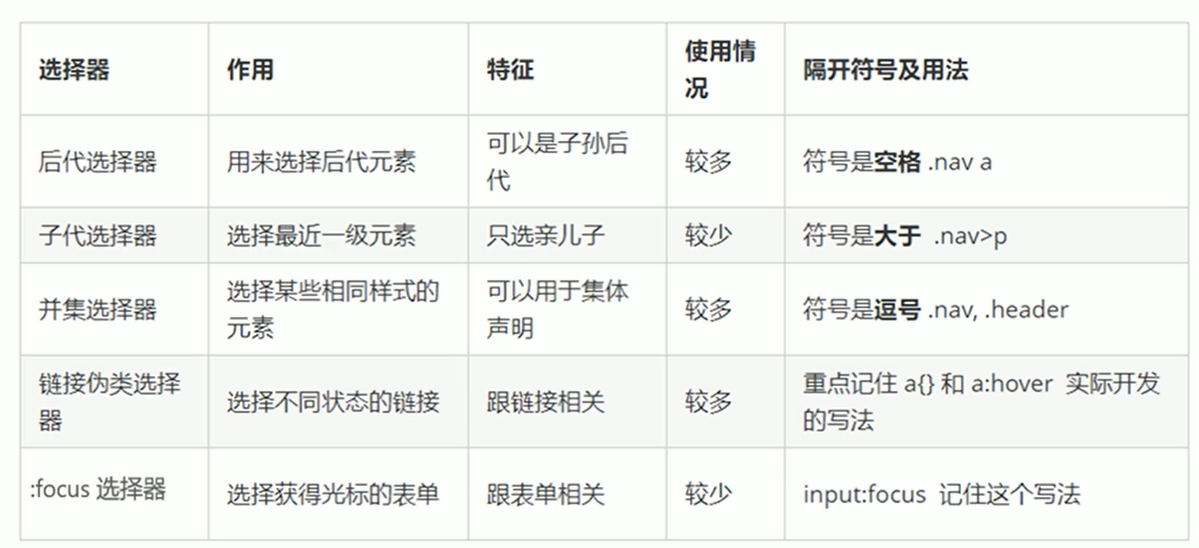 选择器 作用 特征 使用情况 隔开符号及用法
后代选择器 用来选择后代元素 可以是子孙后代 较多 符号是空格 .nav a
子代选择器 选择最近一级元素 只选亲儿子 较少 符号是大于 .nav>p
并集选择器 选择某些相同样式的元素 可以用于集体声明 较多 符号是逗号 .nav, .header
链接伪类选择器 选择不同状态的链接 跟链接相关 较多 重点记住 a{} 和 a:hover 实际开发的写法
:focus 选择器 选择获得光标的表单 跟表单相关 较少 input:focus 记住这个写法